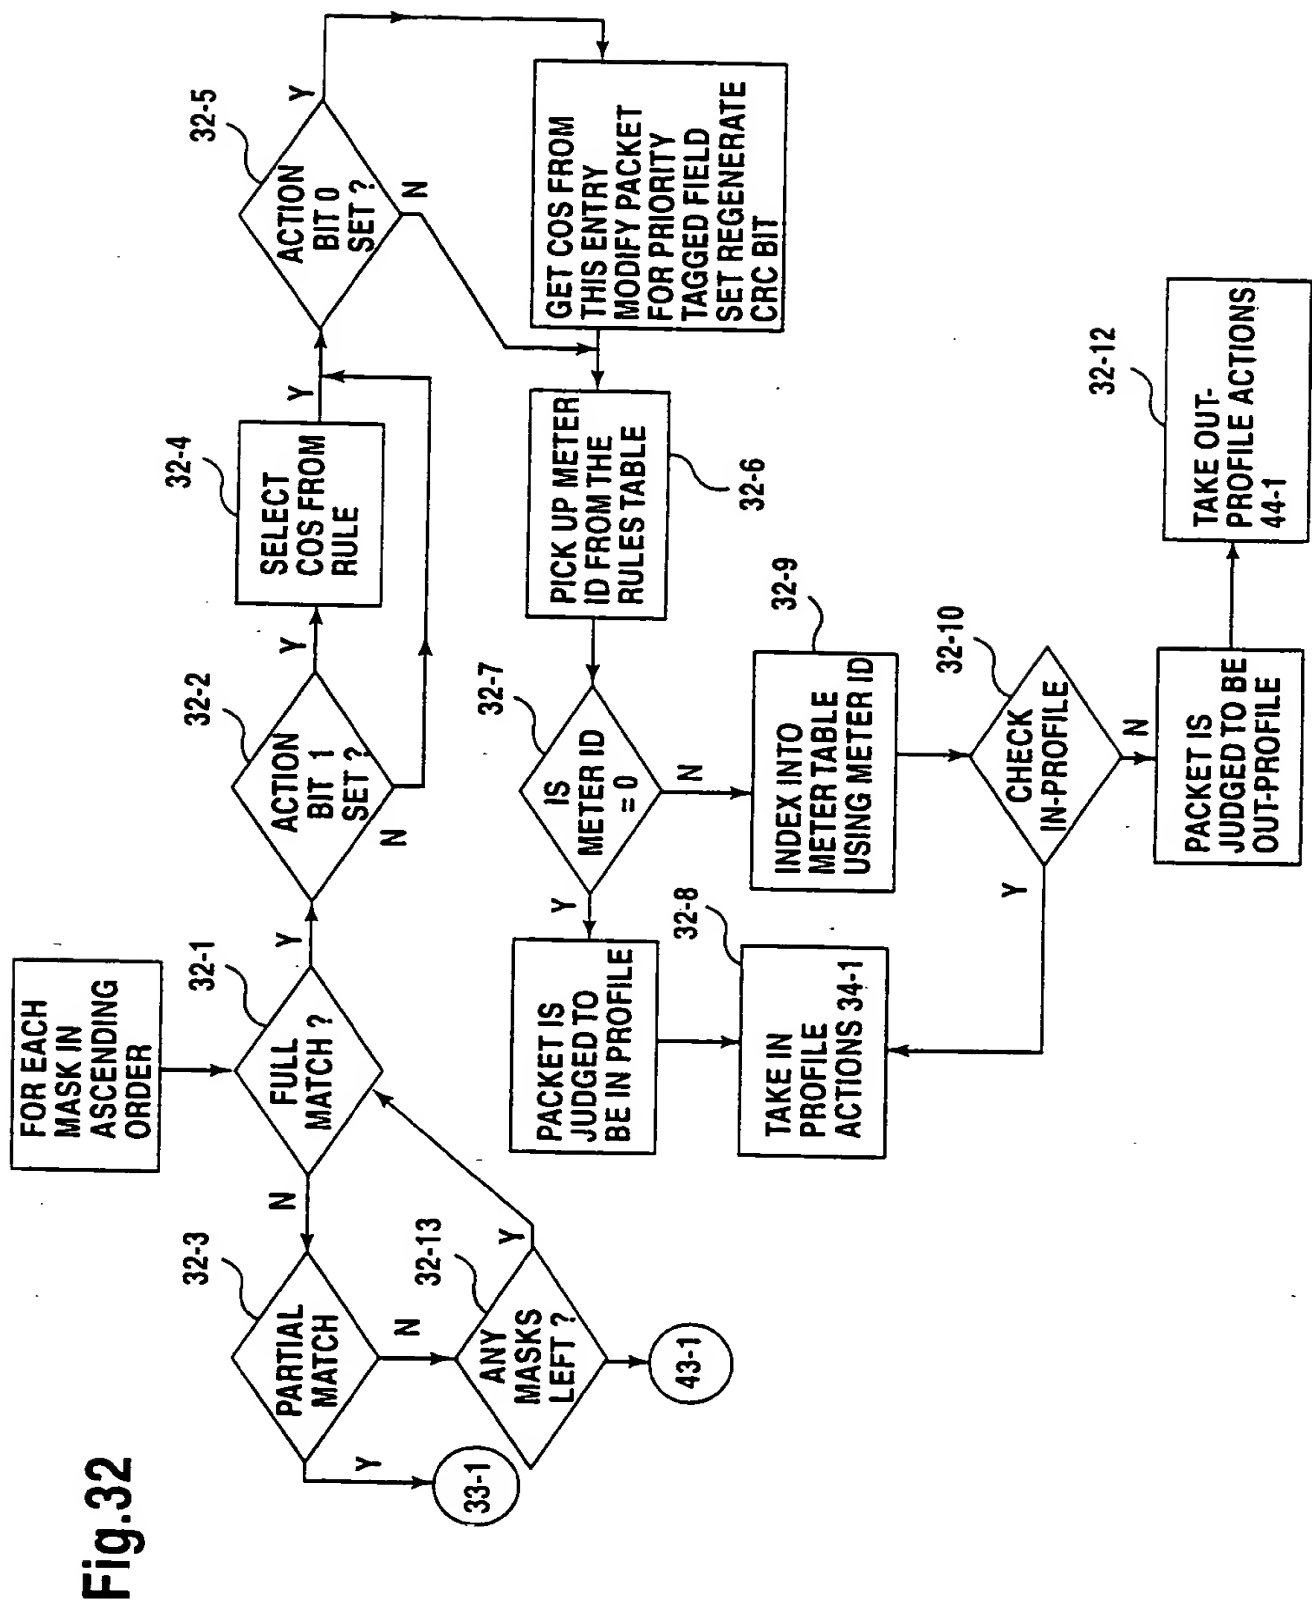 Fig.32
FOR EACH
MASK IN
ASCENDING
ORDER
32-1
FULL
MATCH ?
Y
N
32-2
ACTION
BIT 1
SET ?
Y
N
32-4
SELECT
COS FROM
RULE
Y
32-5
ACTION
BIT 0
SET ?
Y
N
GET COS FROM
THIS ENTRY
MODIFY PACKET
FOR PRIORITY
TAGGED FIELD
SET REGENERATE
CRC BIT
32-3
PARTIAL
MATCH
Y
N
33-1
32-13
ANY
MASKS
LEFT ?
Y
43-1
PICK UP METER
ID FROM THE
RULES TABLE
32-6
32-7
IS
METER ID
= 0
Y
N
PACKET IS
JUDGED TO
BE IN PROFILE
32-8
TAKE IN
PROFILE
ACTIONS 34-1
32-9
INDEX INTO
METER TABLE
USING METER ID
32-10
CHECK
IN-PROFILE
Y
N
PACKET IS
JUDGED TO BE
OUT-PROFILE
32-12
TAKE OUT-
PROFILE ACTIONS
44-1